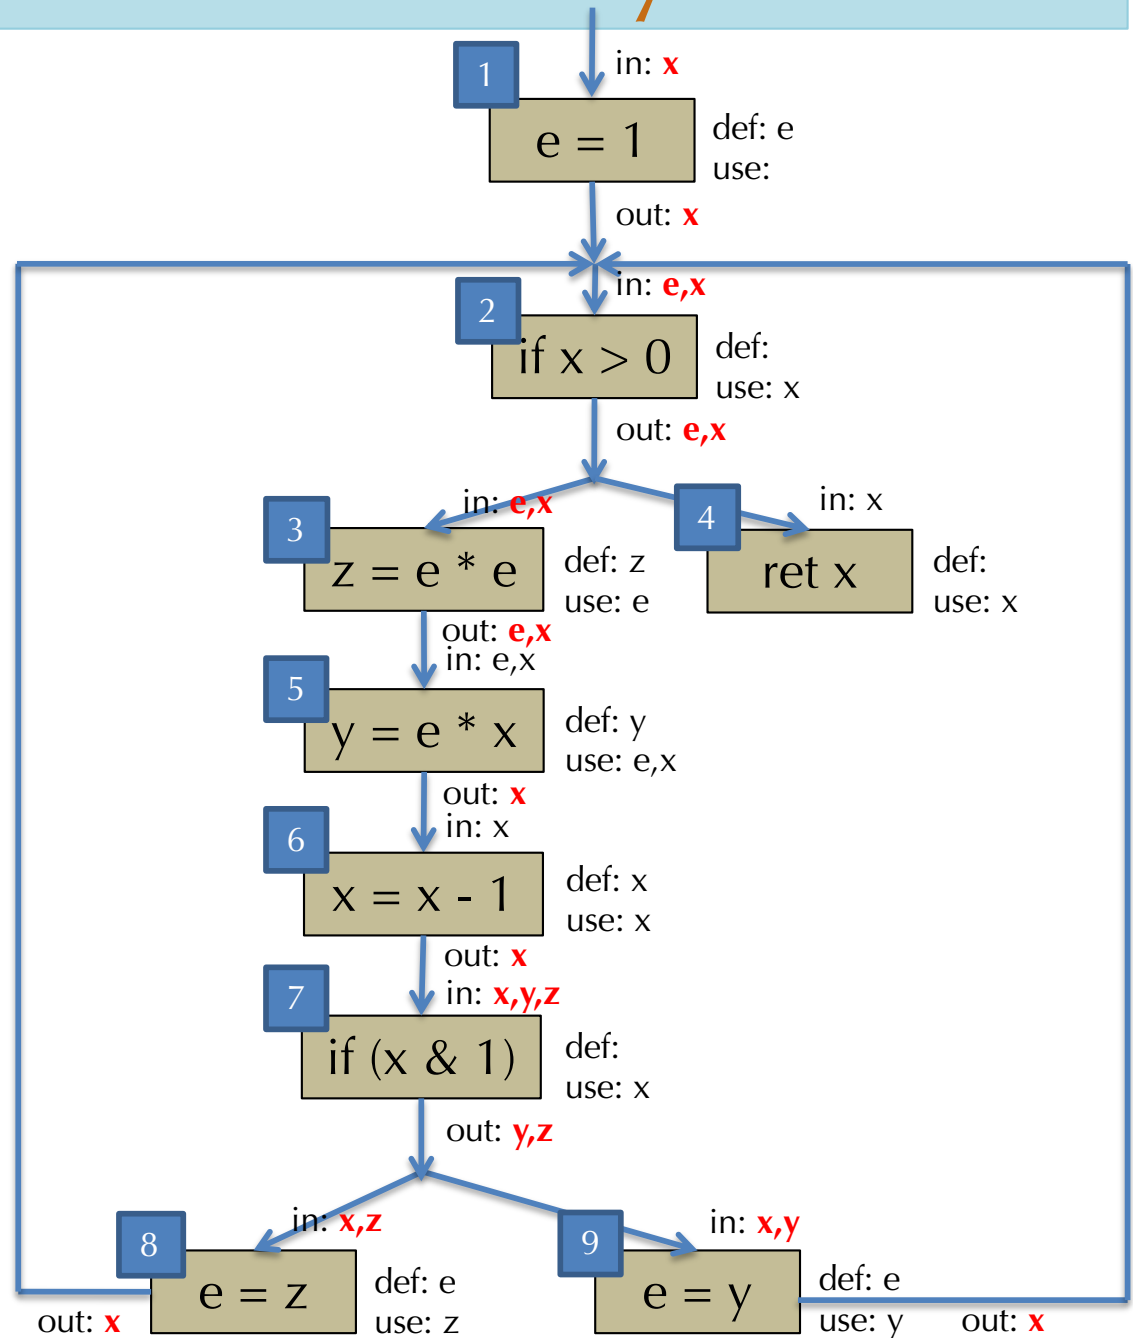 1
in: x
e = 1
def: e
use:
out: x
in: e,x
2
if x > 0
def:
use: x
out: e,x
in: e,x
3
z = e * e
def: z
use: e
out: e,x
4
in: x
ret x
def:
use: x
in: e,x
5
y = e * x
def: y
use: e,x
out: x
in: x
6
x = x - 1
def: x
use: x
out: x
in: x,y,z
7
if (x & 1)
def:
use: x
out: y,z
in: x,z
8
e = z
def: e
use: z
out: x
in: x,y
9
e = y
def: e
use: y
out: x